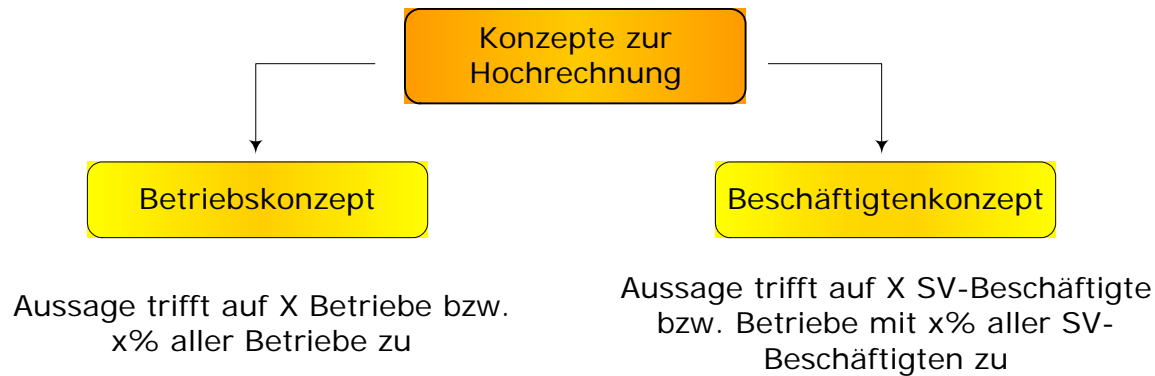 Konzepte zur
Hochrechnung
Betriebskonzept
Beschäftigtenkonzept
Aussage trifft auf X Betriebe bzw.
x% aller Betriebe zu
Aussage trifft auf X SV-Beschäftigte
bzw. Betriebe mit x% aller SV-
Beschäftigten zu